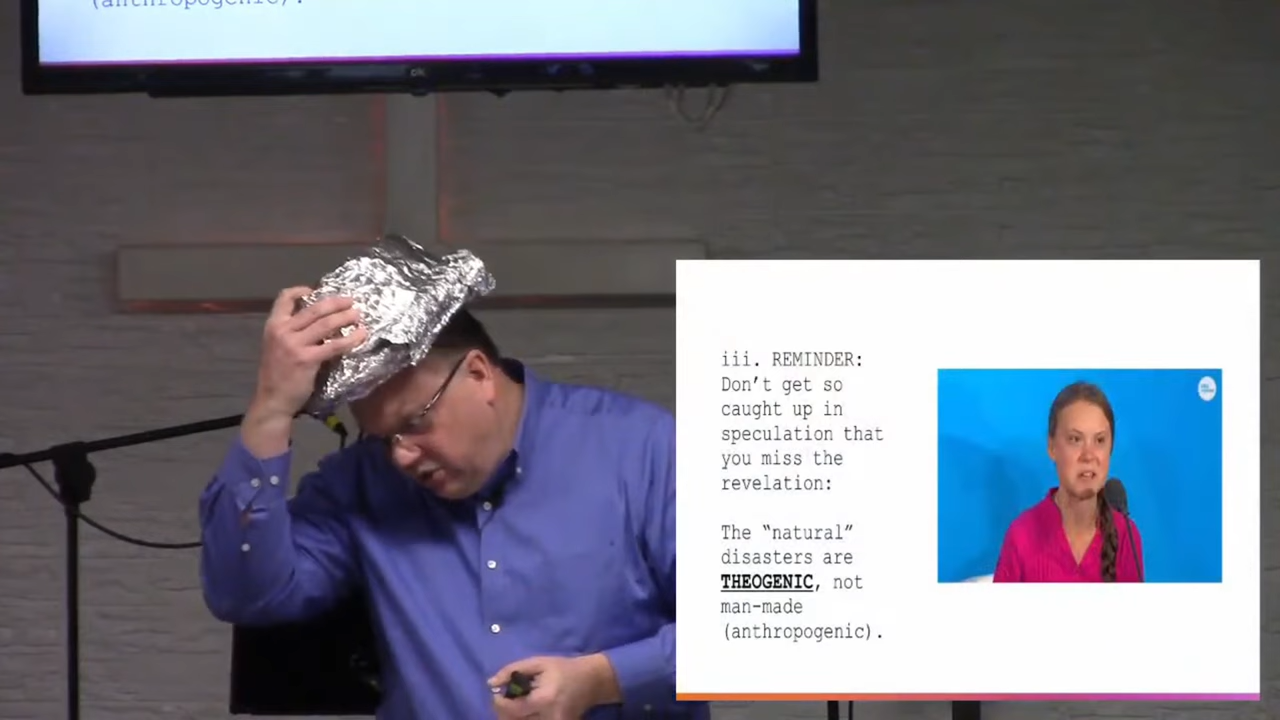 (anthropogenic).
iii. REMINDER:
Don't get so
caught up in
speculation that
you miss the
revelation:
The "natural"
disasters are
THEOGENIC, not
man-made
(anthropogenic).